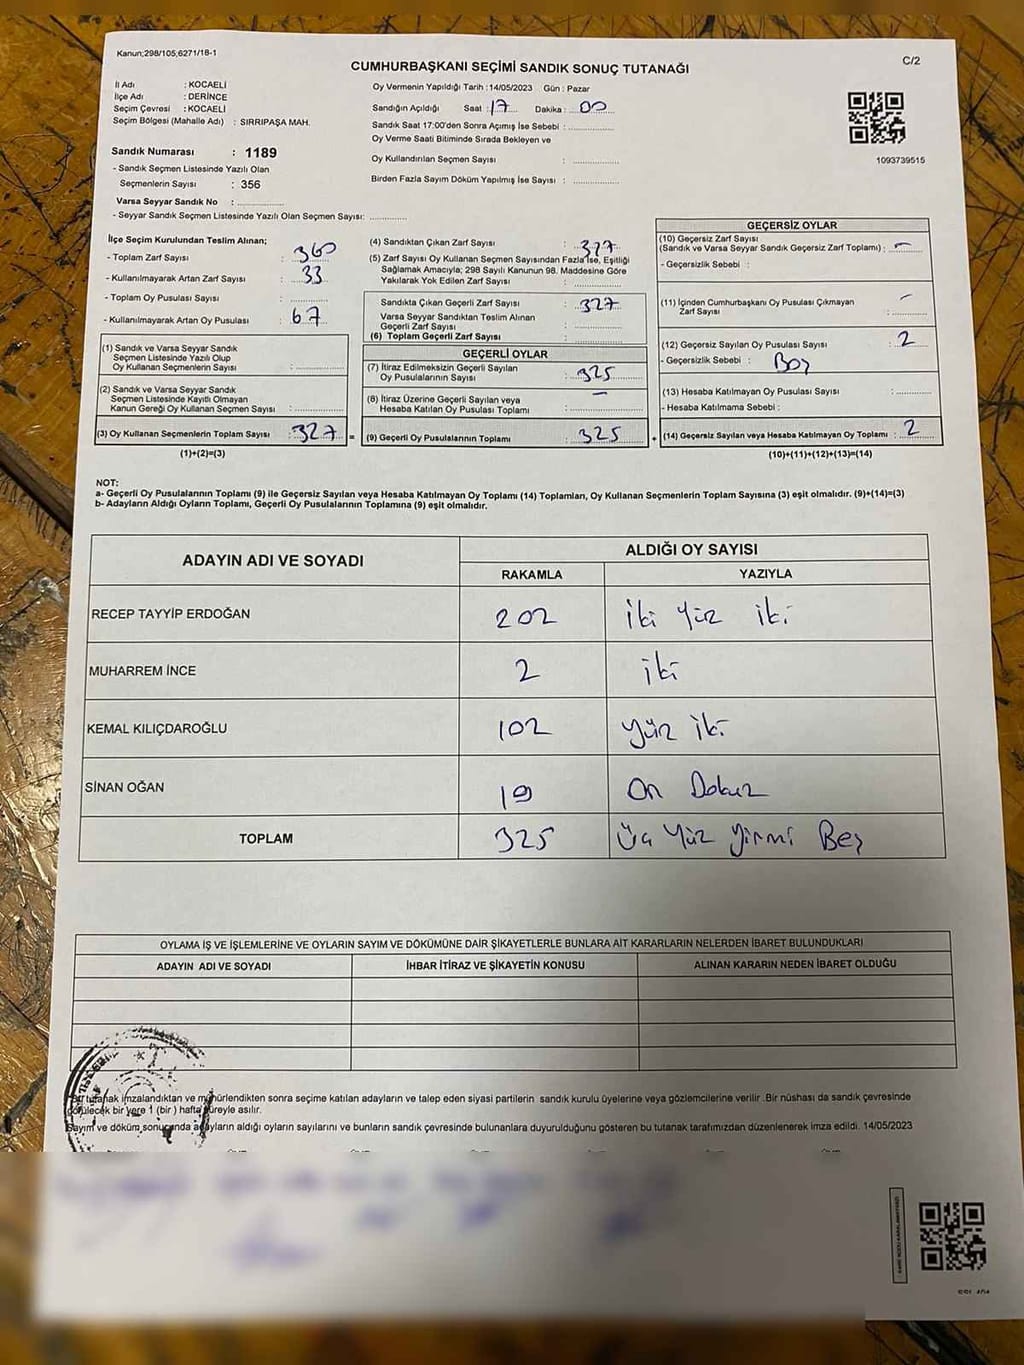 Kanun;298/105,6271/18-1
C/2
CUMHURBAŞKANI SEÇİMİ SANDIK SONUÇ TUTANAĞI
İl Adı : KOCAELİ
İlçe Adı : DERİNCE
Seçim Çevresi : KOCAELİ
Seçim Bölgesi (Mahalle Adı) : SIRRIPAŞA MAH.
Sandık Numarası : 1189
- Sandık Seçmen Listesinde Yazılı Olan
Seçmenlerin Sayısı : 356
Varsa Seyyar Sandık No :
- Seyyar Sandık Seçmen Listesinde Yazılı Olan Seçmen Sayısı:
Oy Vermenin Yapıldığı Tarih : 14/05/2023 Gün : Pazar
Sandığın Açıldığı Saat : 17 Dakika : 00
Sandık Saat 17:00'den Sonra Açımış İse Sebebi :
Oy Verme Saati Bitiminde Sırada Bekleyen ve
Oy Kullandırılan Seçmen Sayısı :
Birden Fazla Sayım Döküm Yapılmış İse Sayısı :
1093739515
İlçe Seçim Kurulundan Teslim Alınan;
- Toplam Zarf Sayısı : 360
- Kullanılmayarak Artan Zarf Sayısı : 33
- Toplam Oy Pusulası Sayısı :
- Kullanılmayarak Artan Oy Pusulası : 67
(1) Sandık ve Varsa Seyyar Sandık
Seçmen Listesinde Yazılı Olup
Oy Kullanan Seçmenlerin Sayısı :
(2) Sandık ve Varsa Seyyar Sandık
Seçmen Listesinde Kayıtlı Olmayan
Kanun Gereği Oy Kullanan Seçmen Sayısı :
(3) Oy Kullanan Seçmenlerin Toplam Sayısı : 327 =
(1)+(2)=(3)
(4) Sandıktan Çıkan Zarf Sayısı : 327
(5) Zarf Sayısı Oy Kullanan Seçmen Sayısından Fazla İse, Eşitliği
Sağlamak Amacıyla; 298 Sayılı Kanunun 98. Maddesine Göre
Yakılarak Yok Edilen Zarf Sayısı :
Sandıkta Çıkan Geçerli Zarf Sayısı : 327
Varsa Seyyar Sandıktan Teslim Alınan
Geçerli Zarf Sayısı :
(6) Toplam Geçerli Zarf Sayısı :
GEÇERLİ OYLAR
(7) İtiraz Edilmeksizin Geçerli Sayılan
Oy Pusulalarının Sayısı : 325
(8) İtiraz Üzerine Geçerli Sayılan veya
Hesaba Katılan Oy Pusulası Toplamı : —
(9) Geçerli Oy Pusulalarının Toplamı : 325 +
GEÇERSİZ OYLAR
(10) Geçersiz Zarf Sayısı
(Sandık ve Varsa Seyyar Sandık Geçersiz Zarf Toplamı) : –
- Geçersizlik Sebebi :
(11) İçinden Cumhurbaşkanı Oy Pusulası Çıkmayan
Zarf Sayısı : –
(12) Geçersiz Sayılan Oy Pusulası Sayısı : 2
- Geçersizlik Sebebi : Boş
(13) Hesaba Katılmayan Oy Pusulası Sayısı :
- Hesaba Katılmama Sebebi :
(14) Geçersiz Sayılan veya Hesaba Katılmayan Oy Toplamı : 2
(10)+(11)+(12)+(13)=(14)
NOT:
a- Geçerli Oy Pusulalarının Toplamı (9) ile Geçersiz Sayılan veya Hesaba Katılmayan Oy Toplamı (14) Toplamları, Oy Kullanan Seçmenlerin Toplam Sayısına (3) eşit olmalıdır. (9)+(14)=(3)
b- Adayların Aldığı Oyların Toplamı, Geçerli Oy Pusulalarının Toplamına (9) eşit olmalıdır.
ADAYIN ADI VE SOYADI
ALDIĞI OY SAYISI
RAKAMLA YAZIYLA
RECEP TAYYİP ERDOĞAN 202 iki yüz iki
MUHARREM İNCE 2 iki
KEMAL KILIÇDAROĞLU 102 yüz iki
SİNAN OĞAN 19 On Dokuz
TOPLAM 325 Üç Yüz yirmi Beş
OYLAMA İŞ VE İŞLEMLERİNE VE OYLARIN SAYIM VE DÖKÜMÜNE DAİR ŞİKAYETLERLE BUNLARA AİT KARARLARIN NELERDEN İBARET BULUNDUKLARI
ADAYIN ADI VE SOYADI İHBAR İTİRAZ VE ŞİKAYETİN KONUSU ALINAN KARARIN NEDEN İBARET OLDUĞU
tutanak imzalandıktan ve mühürlendikten sonra seçime katılan adayların ve talep eden siyasi partilerin sandık kurulu üyelerine veya gözlemcilerine verilir .Bir nüshası da sandık çevresinde
görülecek bir yere 1 (bir ) hafta süreyle asılır.
Sayım ve döküm sonucunda adayların aldığı oyların sayılarını ve bunların sandık çevresinde bulunanlara duyurulduğunu gösteren bu tutanak tarafımızdan düzenlenerek imza edildi. 14/05/2023